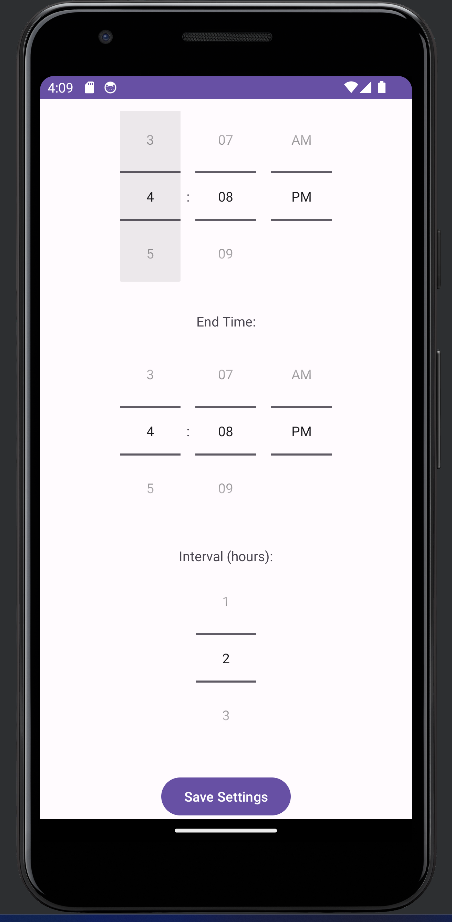 4:09
3 07 AM
4 : 08 PM
5 09
End Time:
3 07 AM
4 : 08 PM
5 09
Interval (hours):
1
2
3
Save Settings